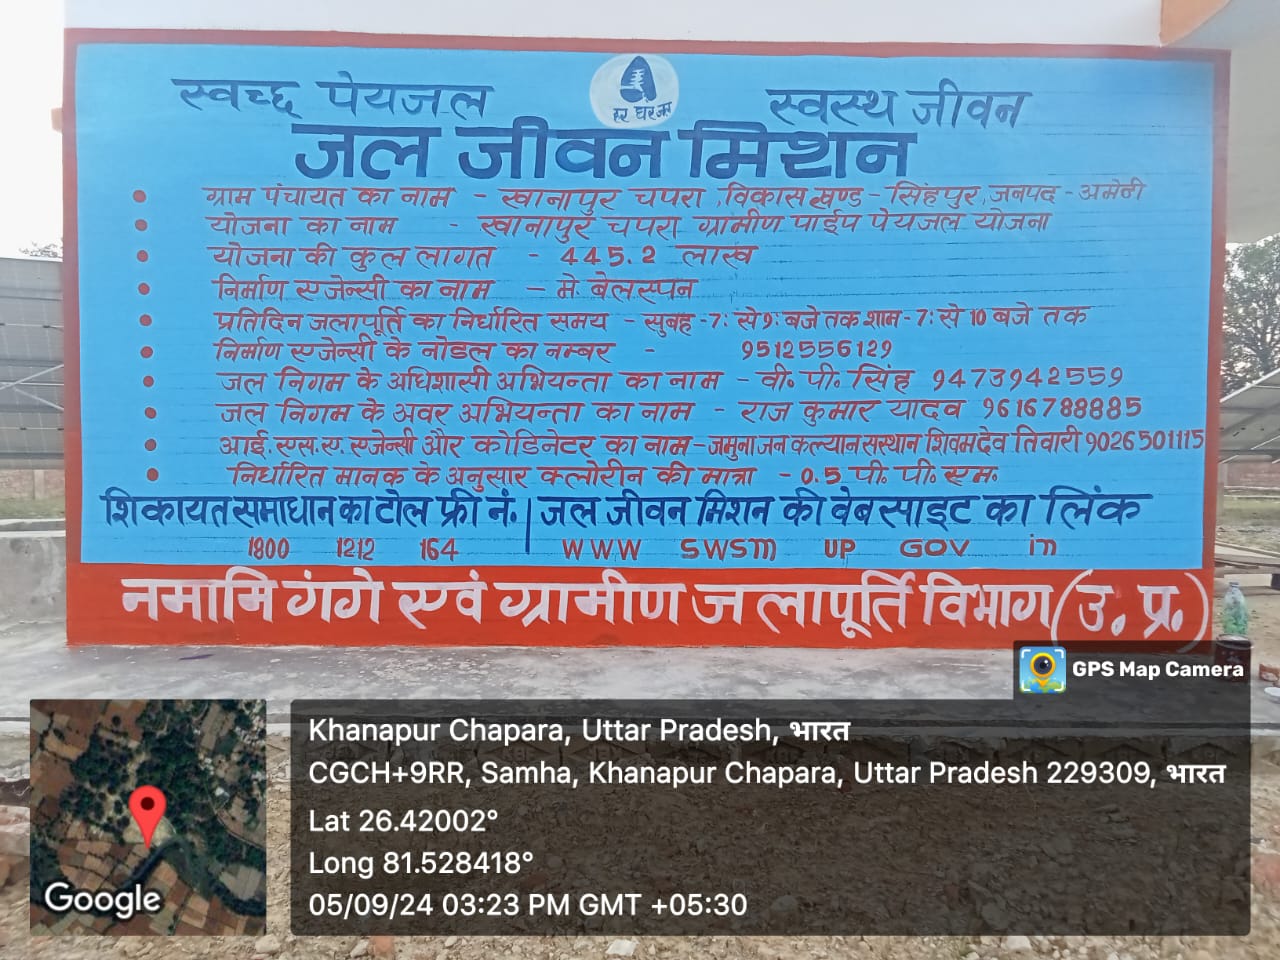 स्वच्छ पेयजल हर घर जल स्वस्थ जीवन
जल जीवन मिशन
• ग्राम पंचायत का नाम - खानापुर चपरा, विकास खण्ड - सिंहपुर, जनपद - अमेठी
• योजना का नाम - खानापुर चपरा ग्रामीण पाईप पेयजल योजना
• योजना की कुल लागत - 445.2 लाख
• निर्माण एजेन्सी का नाम - मे. बेलस्पन
• प्रतिदिन जलापूर्ति का निर्धारित समय - सुबह -7: से 9: बजे तक शाम - 7: से 10 बजे तक
• निर्माण एजेन्सी के नोडल का नम्बर - 9512556129
• जल निगम के अधिशासी अभियन्ता का नाम - वी. पी. सिंह 9473942559
• जल निगम के अवर अभियन्ता का नाम - राज कुमार यादव 9616788885
• आई. एस. ए. एजेन्सी और कोडिनेटर का नाम - जमुना जन कल्यान संस्थान शिवम देव तिवारी 9026501115
• निर्धारित मानक के अनुसार क्लोरीन की मात्रा - 0.5 पी. पी. एम.
शिकायत समाधान का टोल फ्री नं. | जल जीवन मिशन की वेबसाइट का लिंक
1800 1212 164 WWW SWSM UP GOV in
नमामि गंगे एवं ग्रामीण जलापूर्ति विभाग (उ. प्र.)
GPS Map Camera
Khanapur Chapara, Uttar Pradesh, भारत
CGCH+9RR, Samha, Khanapur Chapara, Uttar Pradesh 229309, भारत
Lat 26.42002°
Long 81.528418°
05/09/24 03:23 PM GMT +05:30
Google